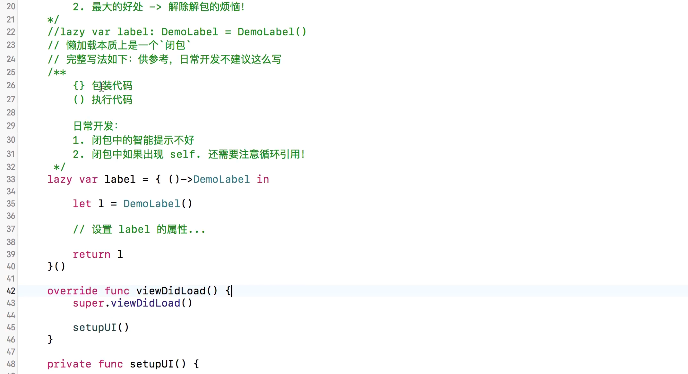 20 2. 最大的好处 -> 解除解包的烦恼!
21 */
22 //lazy var label: DemoLabel = DemoLabel()
23 // 懒加载本质上是一个`闭包`
24 // 完整写法如下: 供参考, 日常开发不建议这么写
25 /**
26 {} 包装代码
27 () 执行代码
28
29 日常开发:
30 1. 闭包中的智能提示不好
31 2. 闭包中如果出现 self. 还需要注意循环引用!
32 */
33 lazy var label = { ()->DemoLabel in
34
35 let l = DemoLabel()
36
37 // 设置 label 的属性...
38
39 return l
40 }()
41
42 override func viewDidLoad() {
43 super.viewDidLoad()
44
45 setupUI()
46 }
47
48 private func setupUI() {